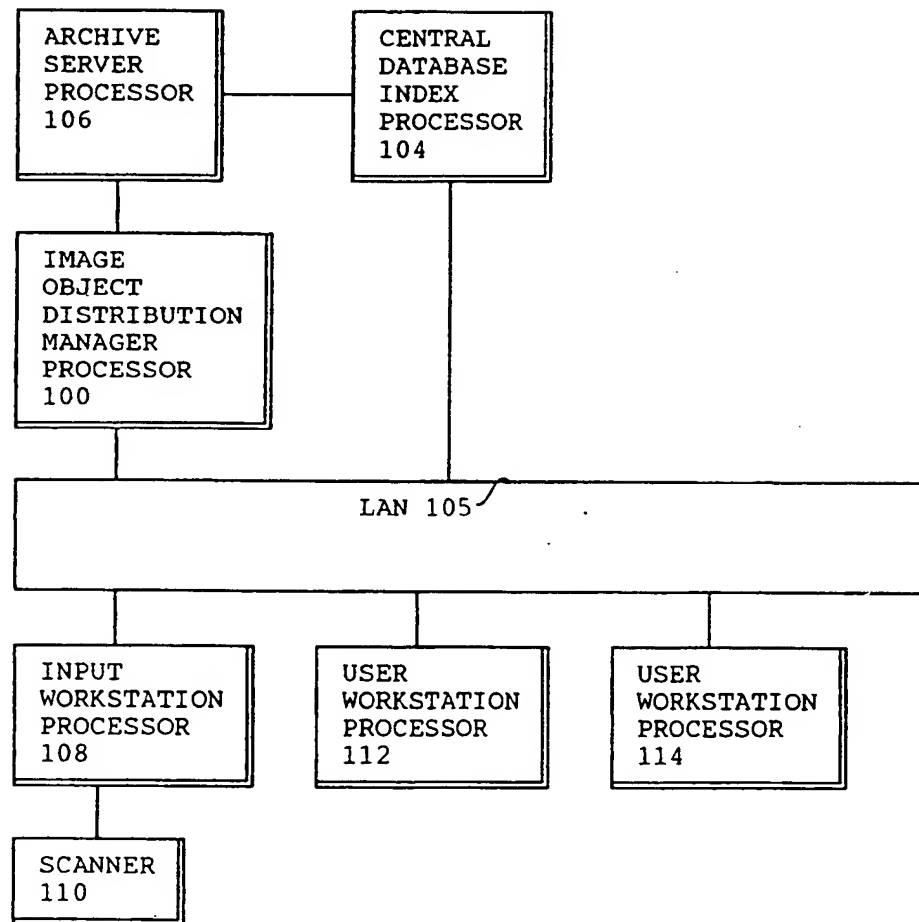 ARCHIVE
SERVER
PROCESSOR
106
CENTRAL
DATABASE
INDEX
PROCESSOR
104
IMAGE
OBJECT
DISTRIBUTION
MANAGER
PROCESSOR
100
LAN 105
INPUT
WORKSTATION
PROCESSOR
108
USER
WORKSTATION
PROCESSOR
112
USER
WORKSTATION
PROCESSOR
114
SCANNER
110